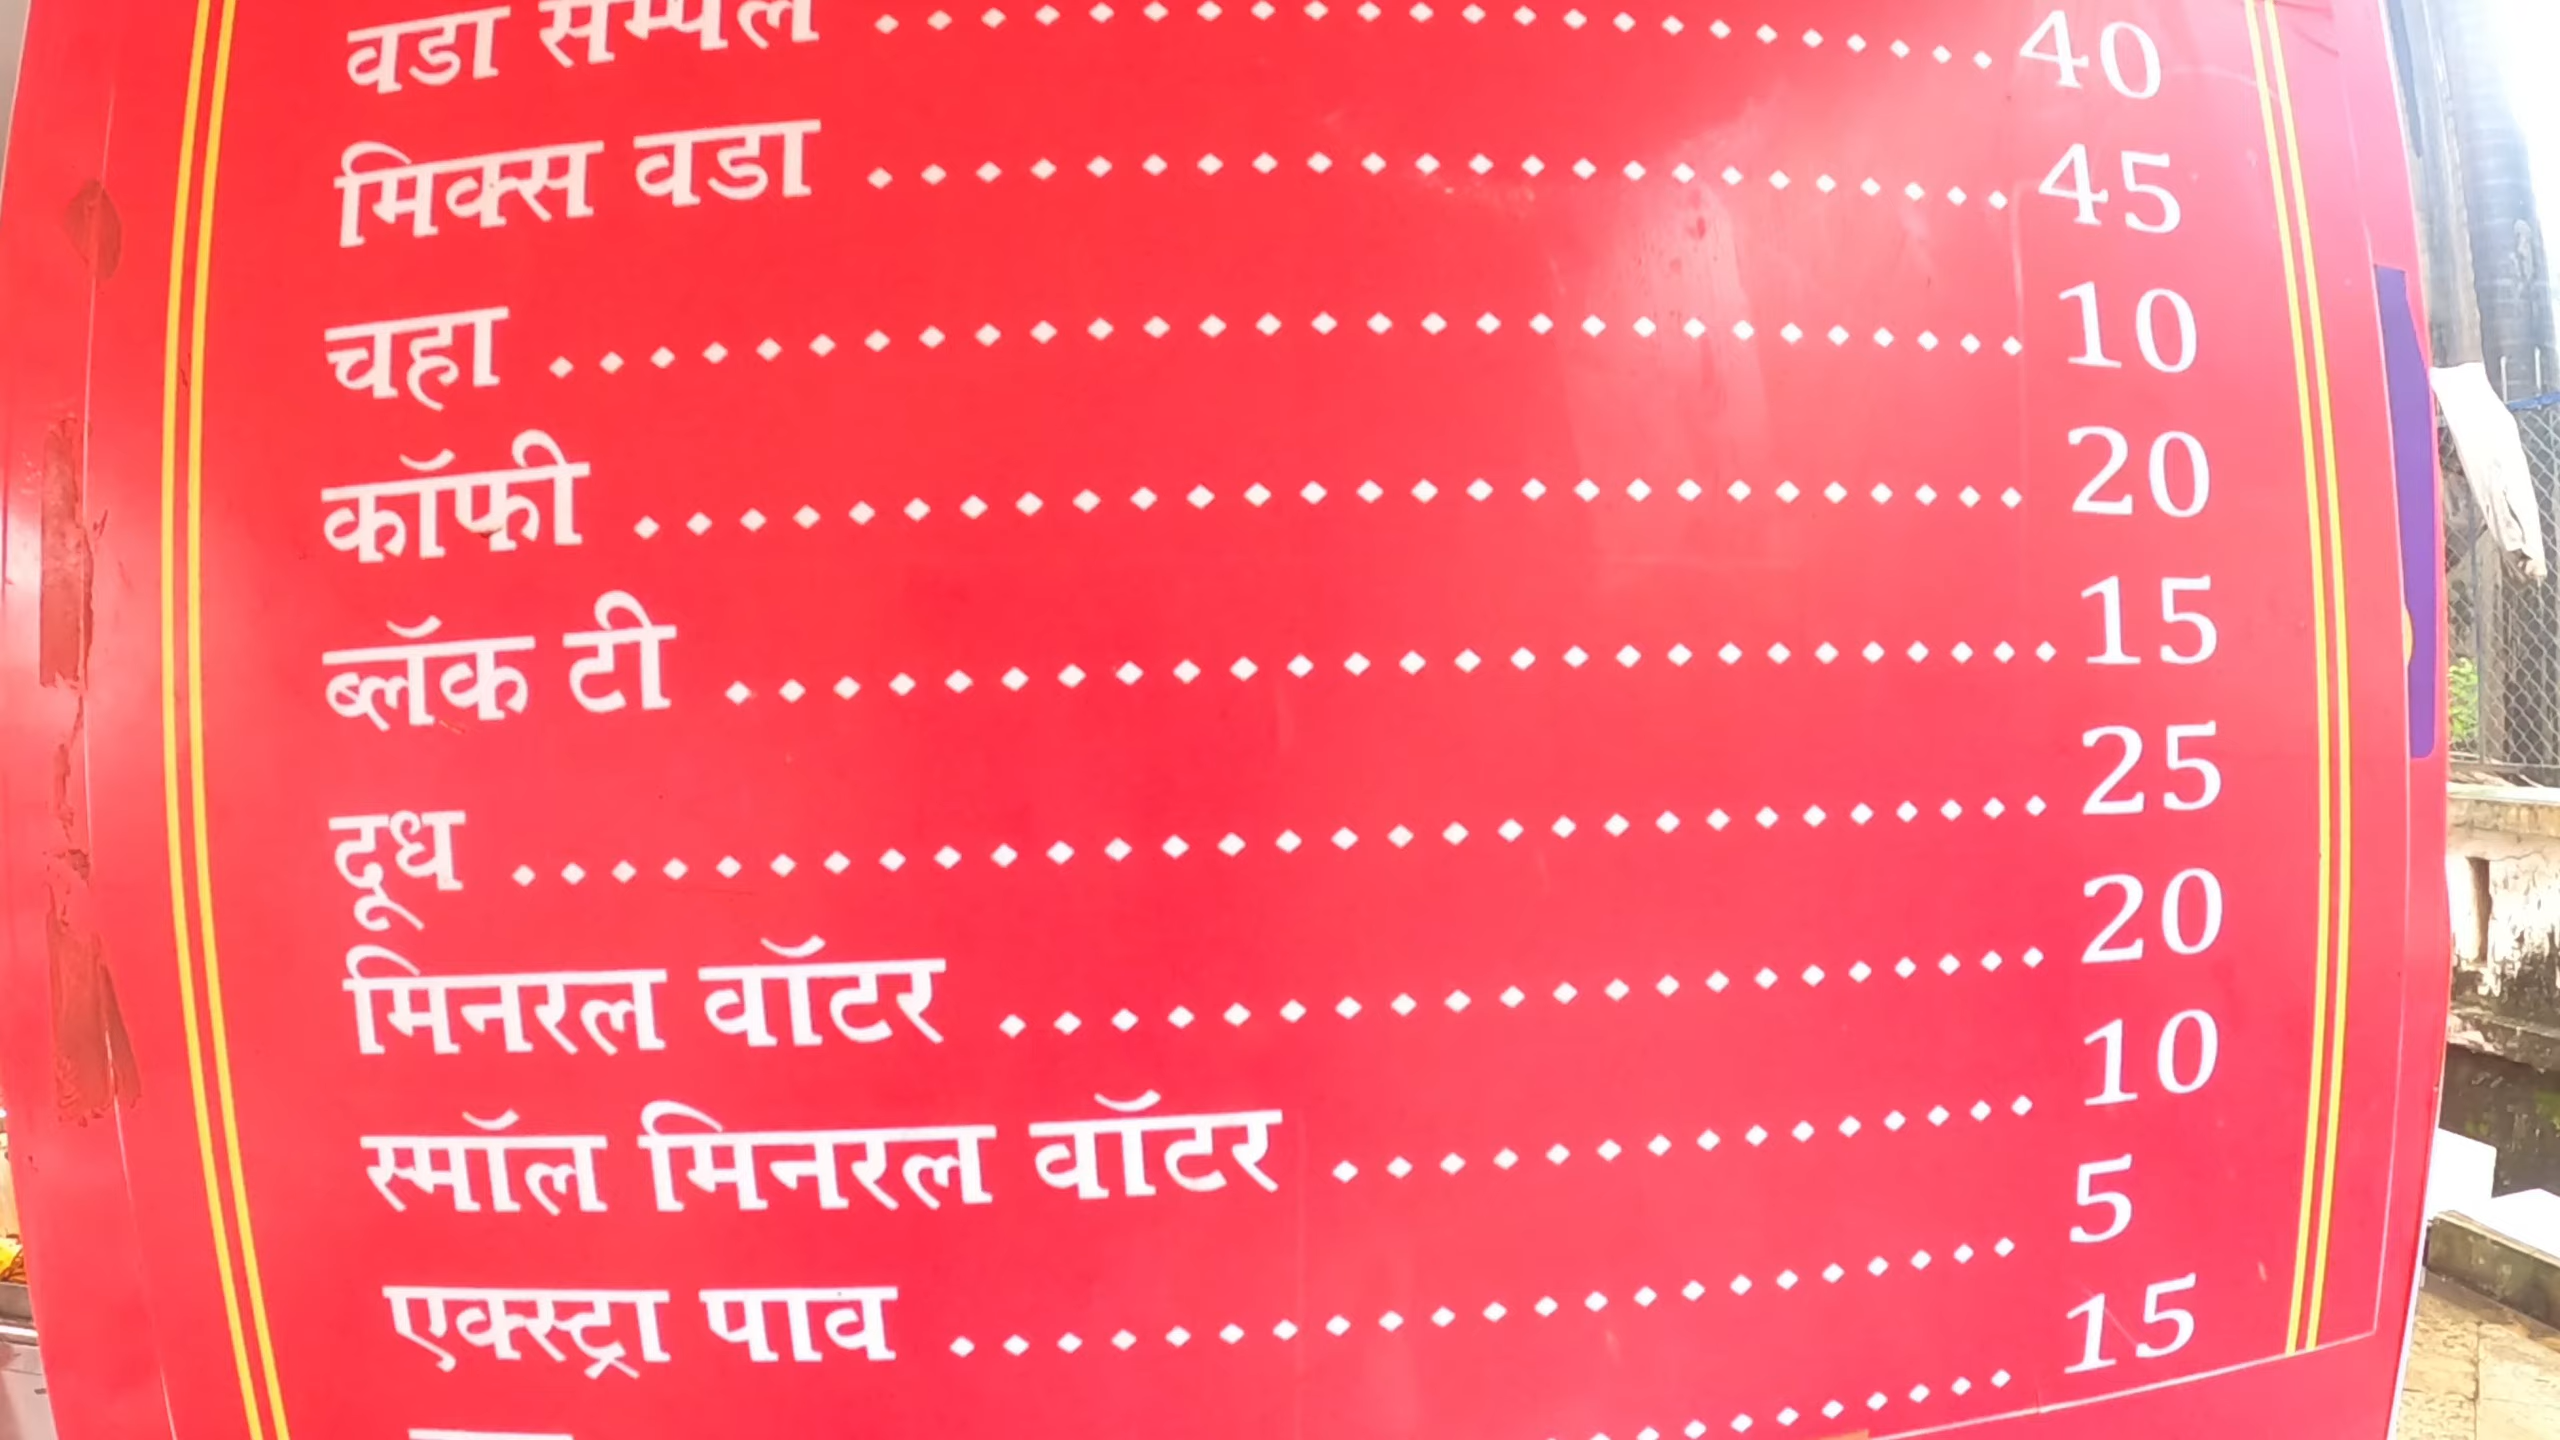 वडा सॅम्पल .......................... 40
मिक्स वडा .......................... 45
चहा .......................... 10
कॉफी .......................... 20
ब्लॅक टी .......................... 15
दूध .......................... 25
मिनरल वॉटर .......................... 20
स्मॉल मिनरल वॉटर .......................... 10
एक्स्ट्रा पाव .......................... 5
.......................... 15